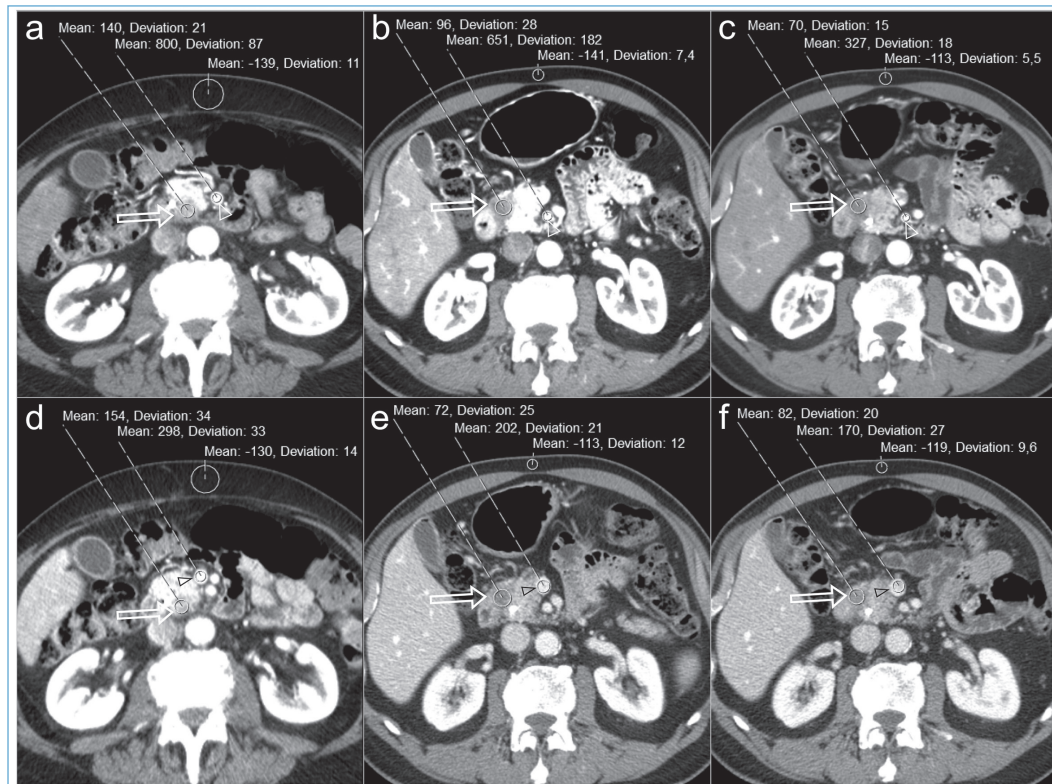 a
Mean: 140, Deviation: 21
Mean: 800, Deviation: 87
Mean: -139, Deviation: 11
b
Mean: 96, Deviation: 28
Mean: 651, Deviation: 182
Mean: -141, Deviation: 7,4
c
Mean: 70, Deviation: 15
Mean: 327, Deviation: 18
Mean: -113, Deviation: 5,5
d
Mean: 154, Deviation: 34
Mean: 298, Deviation: 33
Mean: -130, Deviation: 14
e
Mean: 72, Deviation: 25
Mean: 202, Deviation: 21
Mean: -113, Deviation: 12
f
Mean: 82, Deviation: 20
Mean: 170, Deviation: 27
Mean: -119, Deviation: 9,6